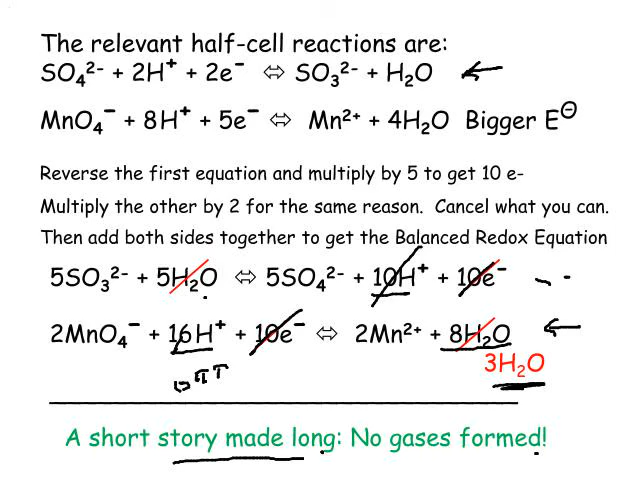 The relevant half-cell reactions are:
SO₄²⁻ + 2H⁺ + 2e⁻ ⇔ SO₃²⁻ + H₂O
MnO₄⁻ + 8H⁺ + 5e⁻ ⇔ Mn²⁺ + 4H₂O Bigger E⊖
Reverse the first equation and multiply by 5 to get 10 e-
Multiply the other by 2 for the same reason. Cancel what you can.
Then add both sides together to get the Balanced Redox Equation
5SO₃²⁻ + 5H₂O ⇔ 5SO₄²⁻ + 10H⁺ + 10e⁻
2MnO₄⁻ + 16H⁺ + 10e⁻ ⇔ 2Mn²⁺ + 8H₂O
3H₂O
A short story made long: No gases formed!